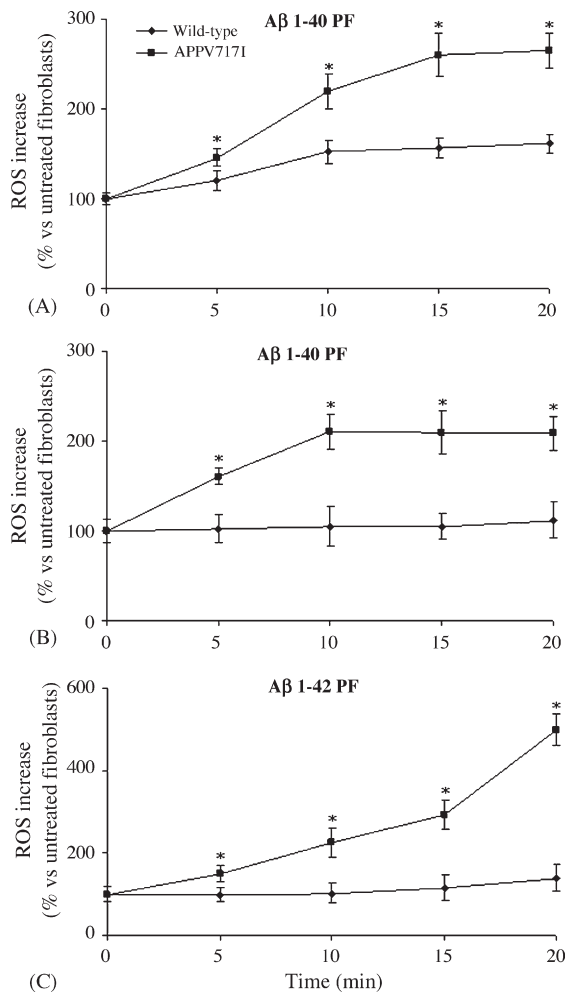 Aβ 1-40 PF
Wild-type
APPV717I
ROS increase
(% vs untreated fibroblasts)
300
200
100
0
* * * *
0 5 10 15 20
(A)
Aβ 1-40 PF
ROS increase
(% vs untreated fibroblasts)
300
200
100
0
* * * *
0 5 10 15 20
(B)
Aβ 1-42 PF
ROS increase
(% vs untreated fibroblasts)
600
400
200
0
* * * *
0 5 10 15 20
(C)
Time (min)